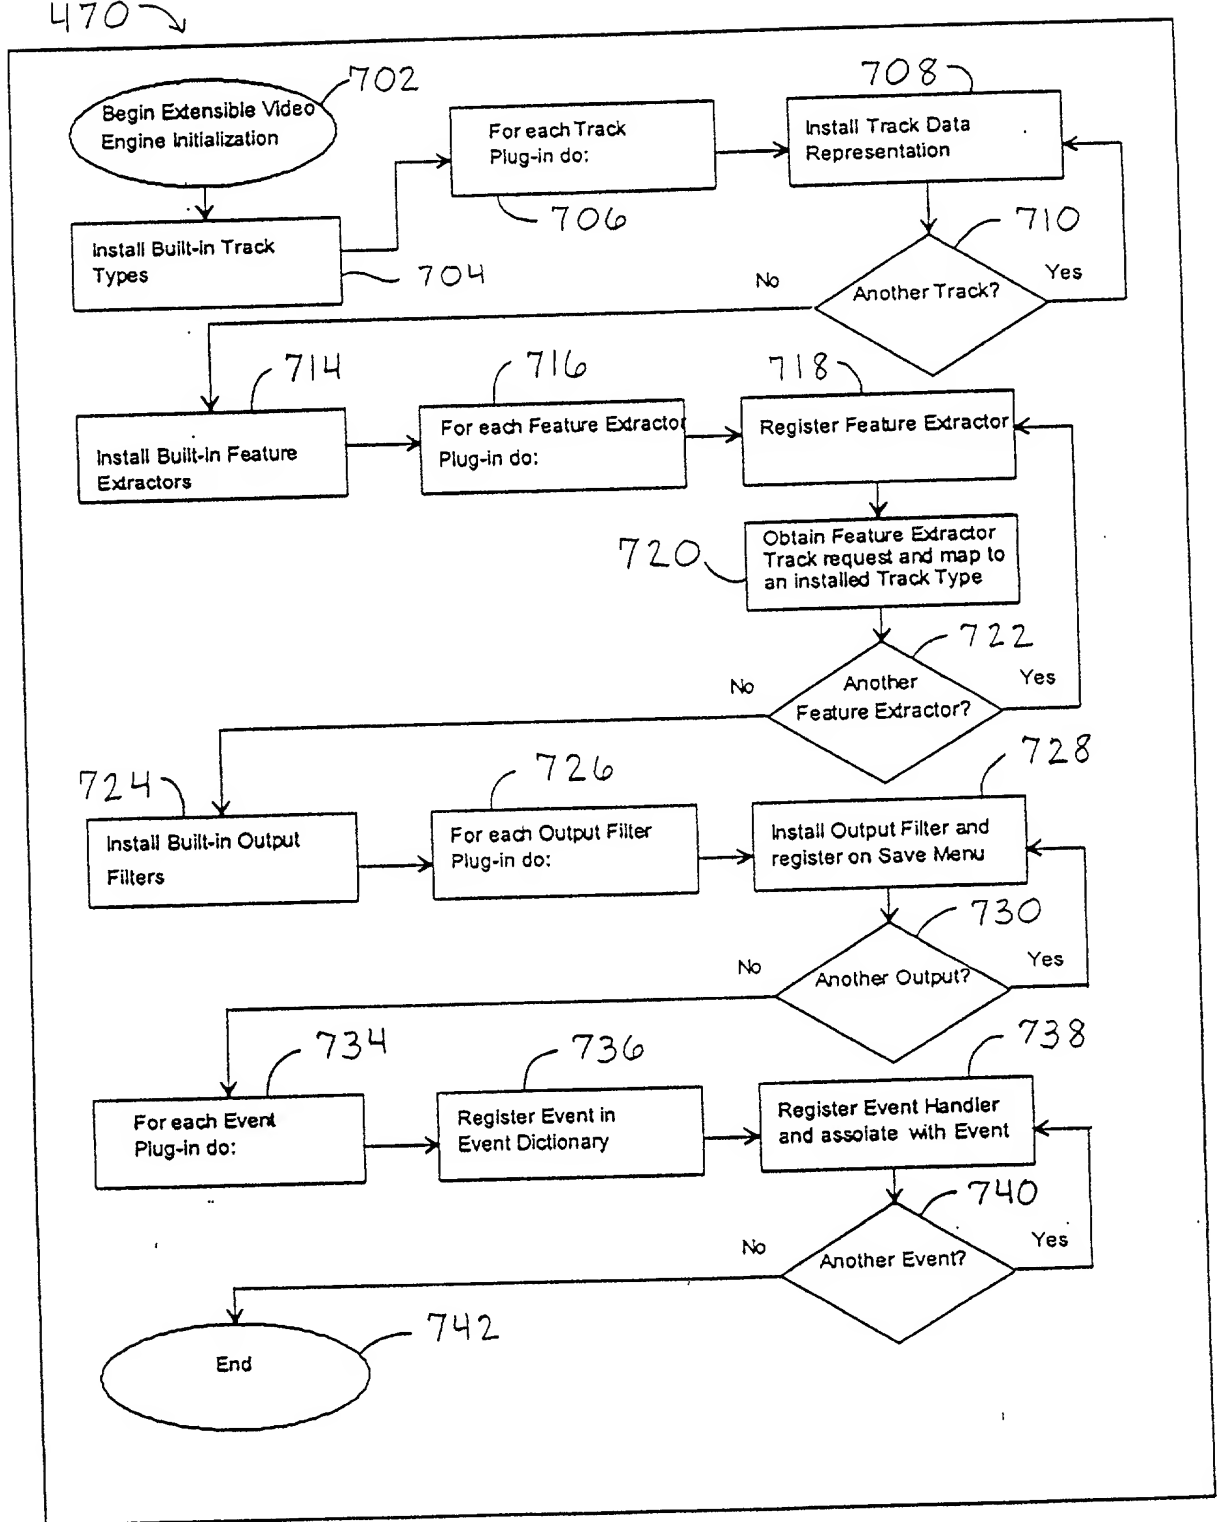 470
702
Begin Extensible Video
Engine Initialization
For each Track
Plug-in do:
706
708
Install Track Data
Representation
Install Built-in Track
Types
704
710
Another Track?
No
Yes
714
Install Built-in Feature
Extractors
716
For each Feature Extractor
Plug-in do:
718
Register Feature Extractor
720
Obtain Feature Extractor
Track request and map to
an installed Track Type
722
Another
Feature Extractor?
No
Yes
724
Install Built-in Output
Filters
726
For each Output Filter
Plug-in do:
728
Install Output Filter and
register on Save Menu
730
Another Output?
No
Yes
734
For each Event
Plug-in do:
736
Register Event in
Event Dictionary
738
Register Event Handler
and assoiate with Event
740
Another Event?
No
Yes
742
End